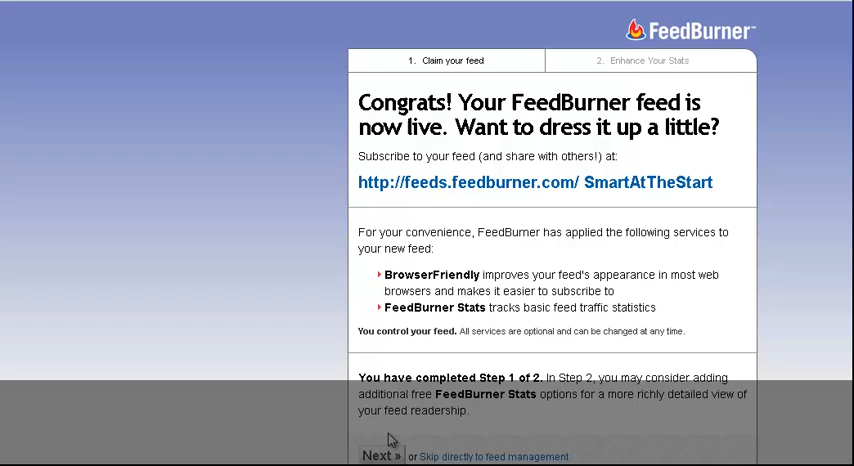 FeedBurner™
1. Claim your feed
2. Enhance Your Stats
Congrats! Your FeedBurner feed is
now live. Want to dress it up a little?
Subscribe to your feed (and share with others!) at:
http://feeds.feedburner.com/ SmartAtTheStart
For your convenience, FeedBurner has applied the following services to
your new feed:
BrowserFriendly improves your feed's appearance in most web
browsers and makes it easier to subscribe to
FeedBurner Stats tracks basic feed traffic statistics
You control your feed. All services are optional and can be changed at any time.
You have completed Step 1 of 2. In Step 2, you may consider adding
additional free FeedBurner Stats options for a more richly detailed view of
your feed readership.
Next » or Skip directly to feed management